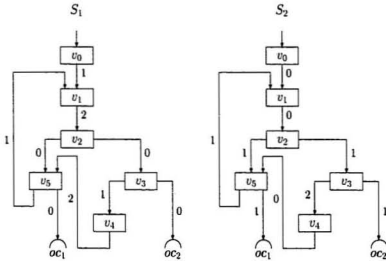 S1 S2
v0 v0
1 0
v1 v1
2 0
1 v2 1 v2
0 0 1 1
v5 v3 v5 v3
2 1 0 2
0 v4 0 1 v4 1
oc1 oc2 oc1 oc2